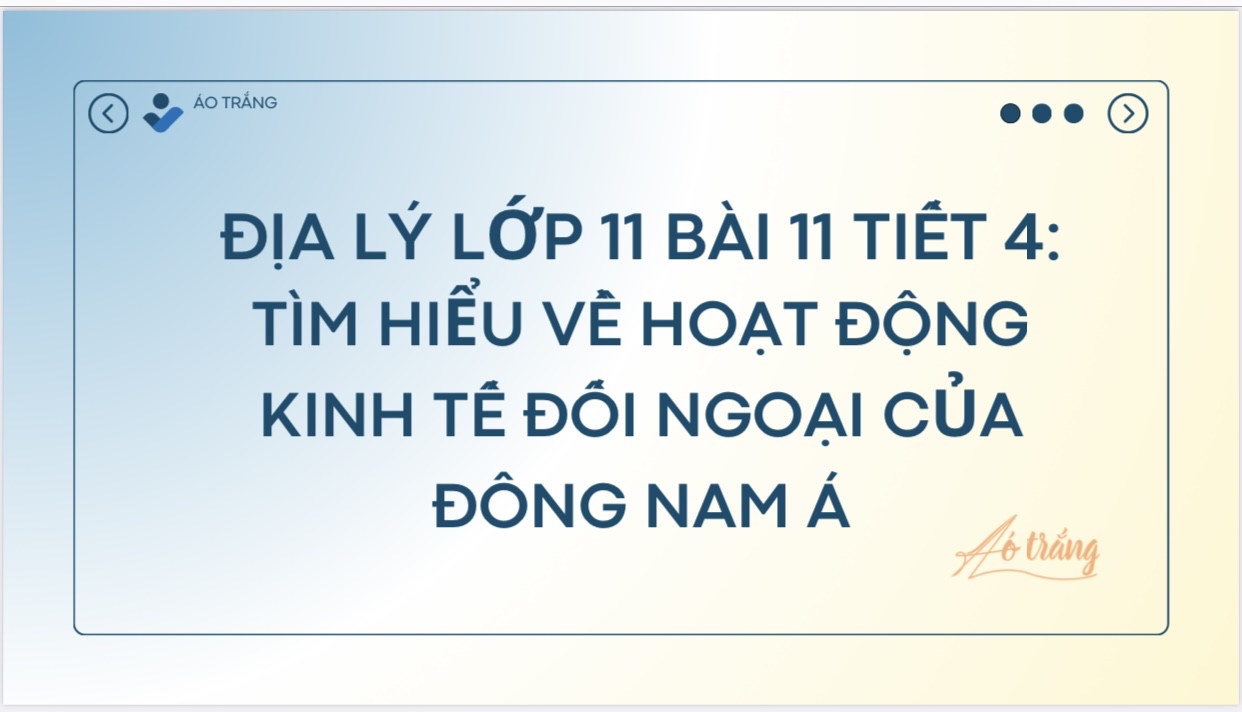 ÁO TRẮNG
ĐỊA LÝ LỚP 11 BÀI 11 TIẾT 4:
TÌM HIỂU VỀ HOẠT ĐỘNG
KINH TẾ ĐỐI NGOẠI CỦA
ĐÔNG NAM Á
Áo trắng